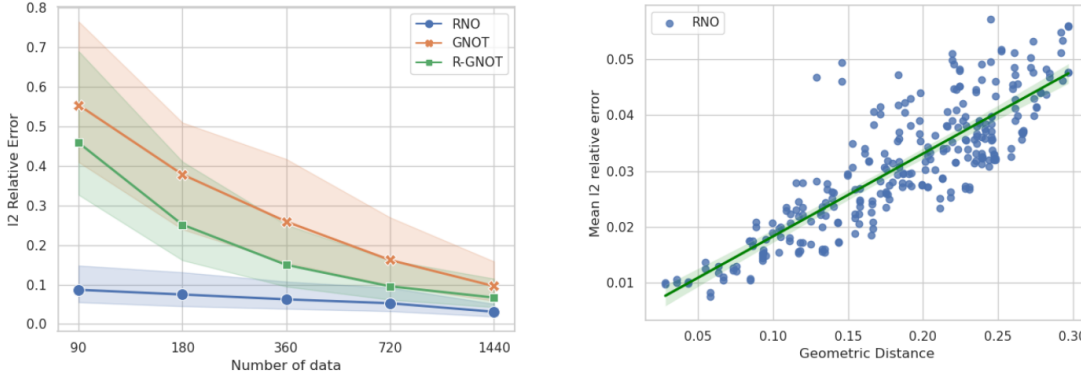 0.8
0.7
0.6
0.5
0.4
0.3
0.2
0.1
0.0
l2 Relative Error
RNO
GNOT
R-GNOT
90 180 360 720 1440
Number of data
RNO
0.05
0.04
0.03
0.02
0.01
Mean l2 relative error
0.05 0.10 0.15 0.20 0.25 0.30
Geometric Distance